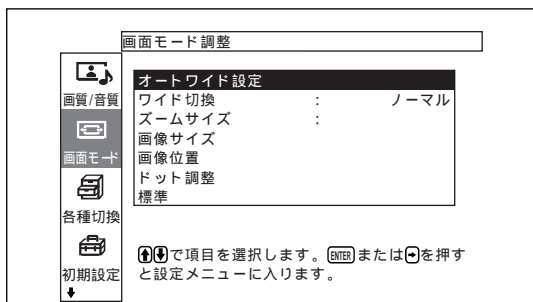 画面モード調整
画質/音質
画面モード
各種切換
初期設定
オートワイド設定
ワイド切換 : ノーマル
ズームサイズ :
画像サイズ
画像位置
ドット調整
標準
で項目を選択します。ENTERまたはを押す
と設定メニューに入ります。